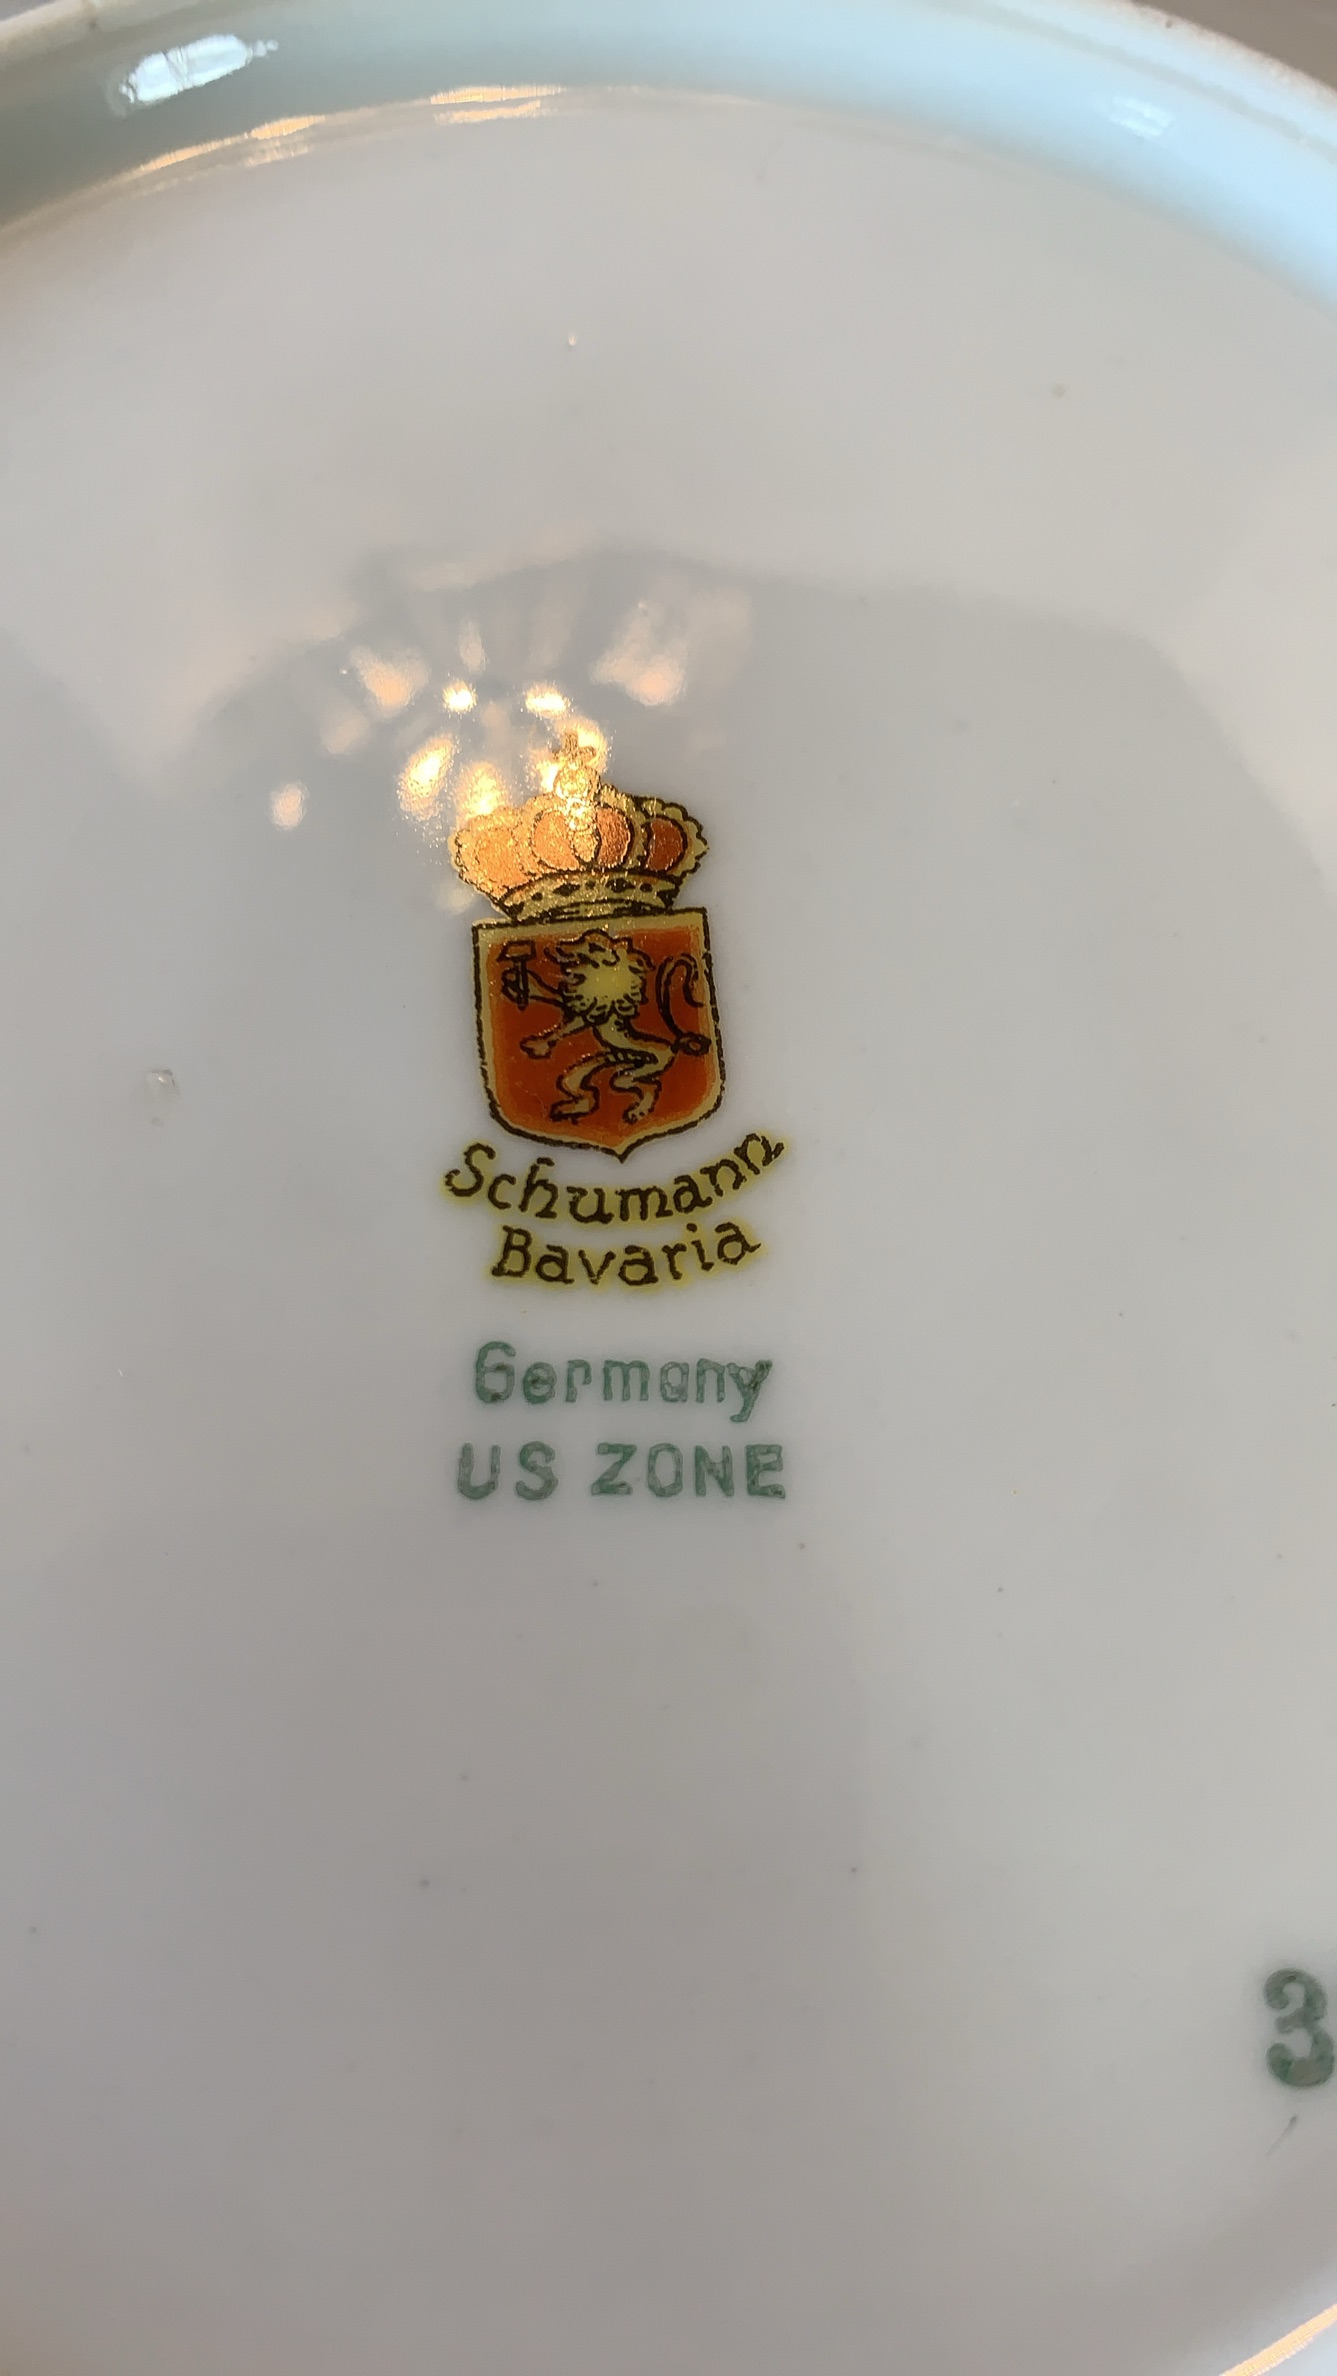 Schumann
Bavaria
Germany
US ZONE
3